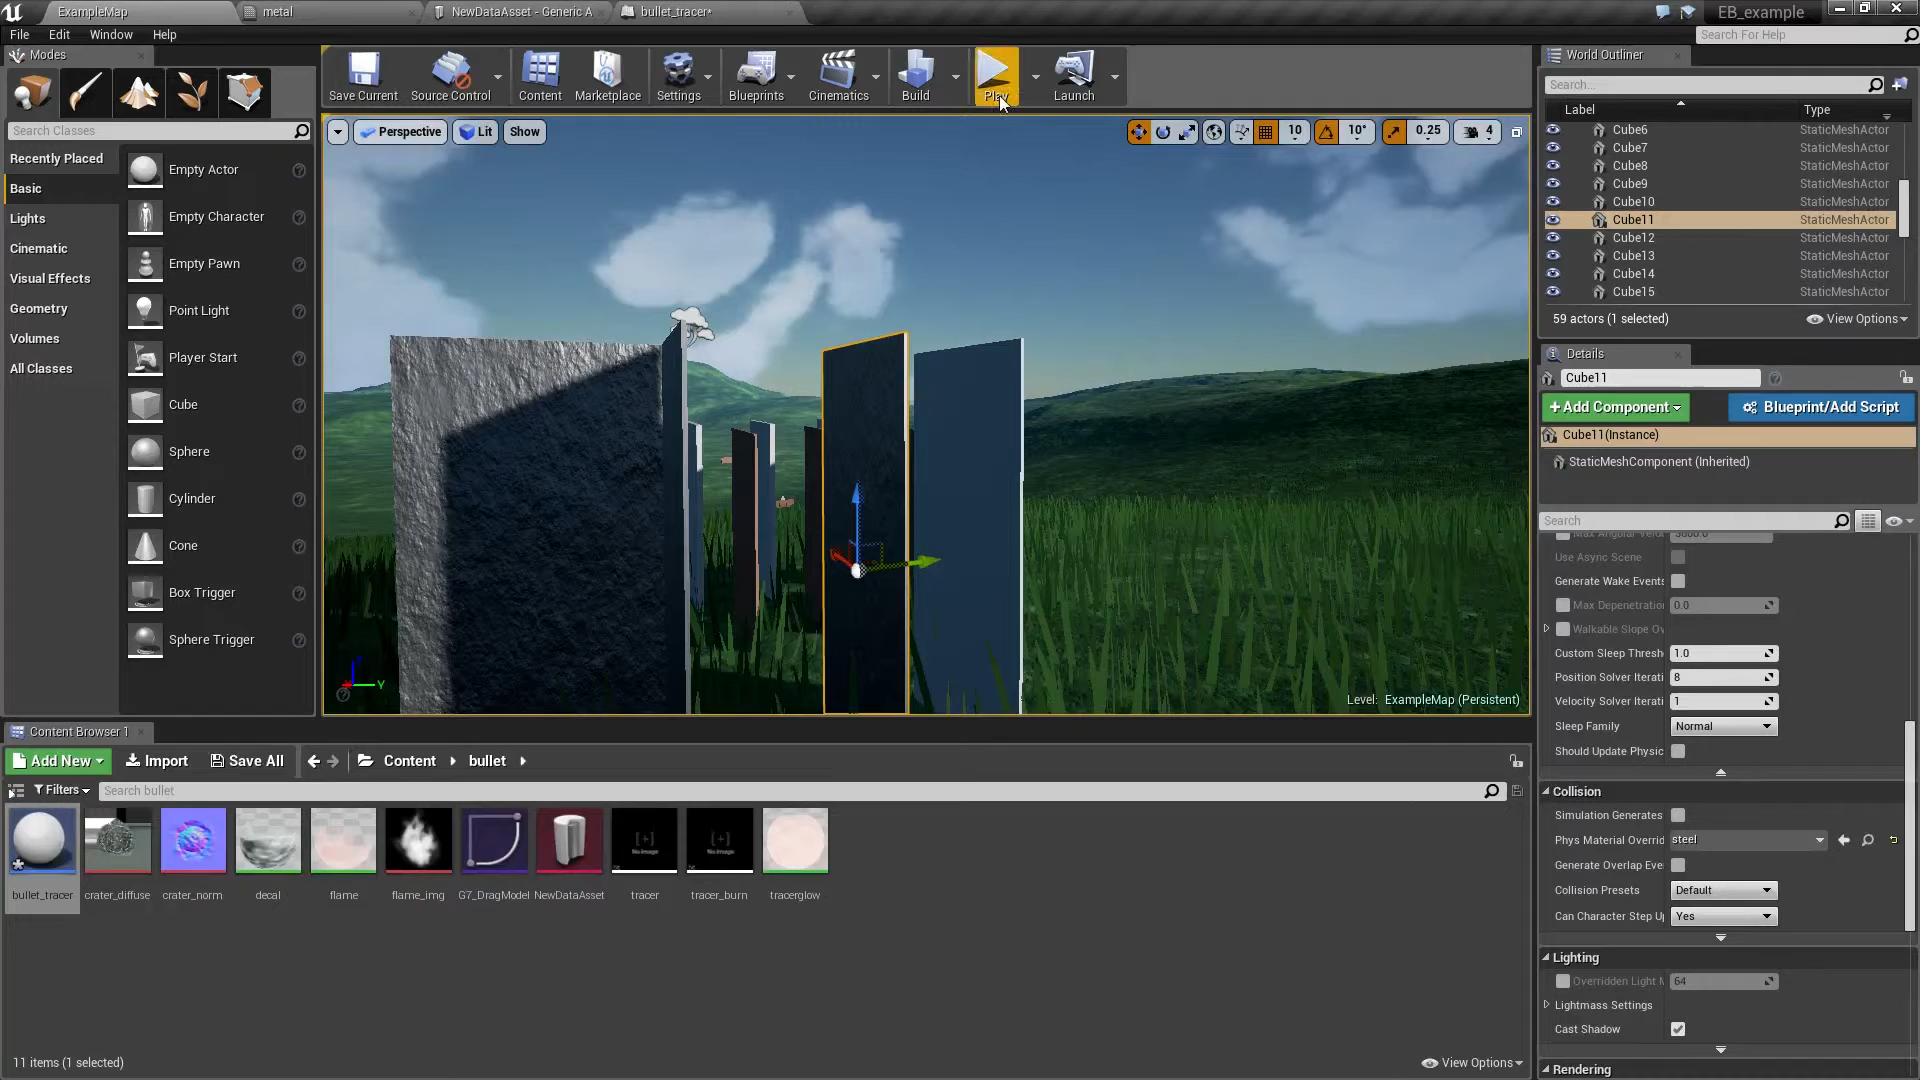 ExampleMap
metal
NewDataAsset - Generic A
bullet_tracer*
EB_example
File
Edit
Window
Help
Search For Help
Modes
Search Classes
Recently Placed
Basic
Lights
Cinematic
Visual Effects
Geometry
Volumes
All Classes
Empty Actor
Empty Character
Empty Pawn
Point Light
Player Start
Cube
Sphere
Cylinder
Cone
Box Trigger
Sphere Trigger
Save Current
Source Control
Content
Marketplace
Settings
Blueprints
Cinematics
Build
Play
Launch
Perspective
Lit
Show
10
10°
0.25
4
Level: ExampleMap (Persistent)
World Outliner
Search...
Label
Type
Cube6 StaticMeshActor
Cube7 StaticMeshActor
Cube8 StaticMeshActor
Cube9 StaticMeshActor
Cube10 StaticMeshActor
Cube11 StaticMeshActor
Cube12 StaticMeshActor
Cube13 StaticMeshActor
Cube14 StaticMeshActor
Cube15 StaticMeshActor
59 actors (1 selected)
View Options
Details
Cube11
+Add Component
Blueprint/Add Script
Cube11(Instance)
StaticMeshComponent (Inherited)
Search
Max Angular Veloc
Use Async Scene
Generate Wake Events
Max Depenetratio 0.0
Walkable Slope Ov
Custom Sleep Thresh 1.0
Position Solver Iterati 8
Velocity Solver Iterati 1
Sleep Family Normal
Should Update Physic
Collision
Simulation Generates
Phys Material Overrid steel
Generate Overlap Eve
Collision Presets Default
Can Character Step U Yes
Lighting
Overridden Light M 64
Lightmass Settings
Cast Shadow
Rendering
Content Browser 1
Add New
Import
Save All
Content
bullet
Filters
Search bullet
bullet_tracer
crater_diffuse
crater_norm
decal
flame
flame_img
G7_DragModel
NewDataAsset
tracer
tracer_burn
tracerglow
11 items (1 selected)
View Options